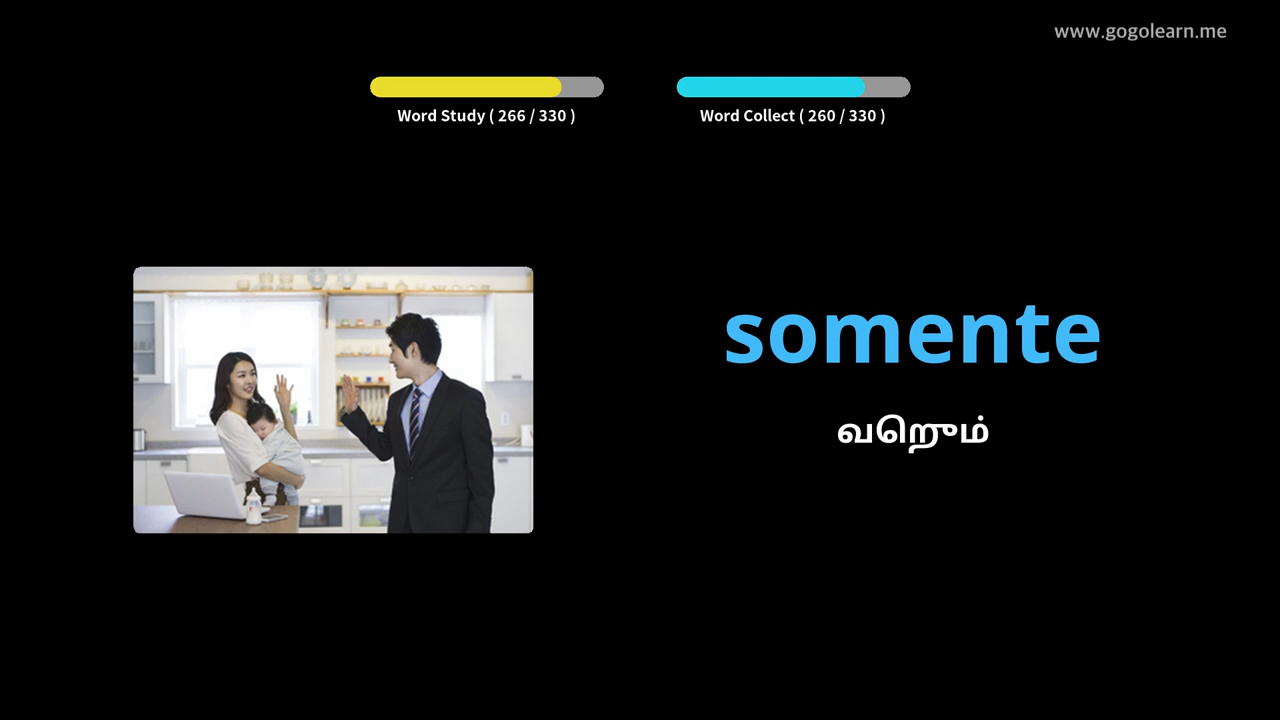 www.gogolearn.me
Word Study ( 266 / 330 )
Word Collect ( 260 / 330 )
somente
வெறும்